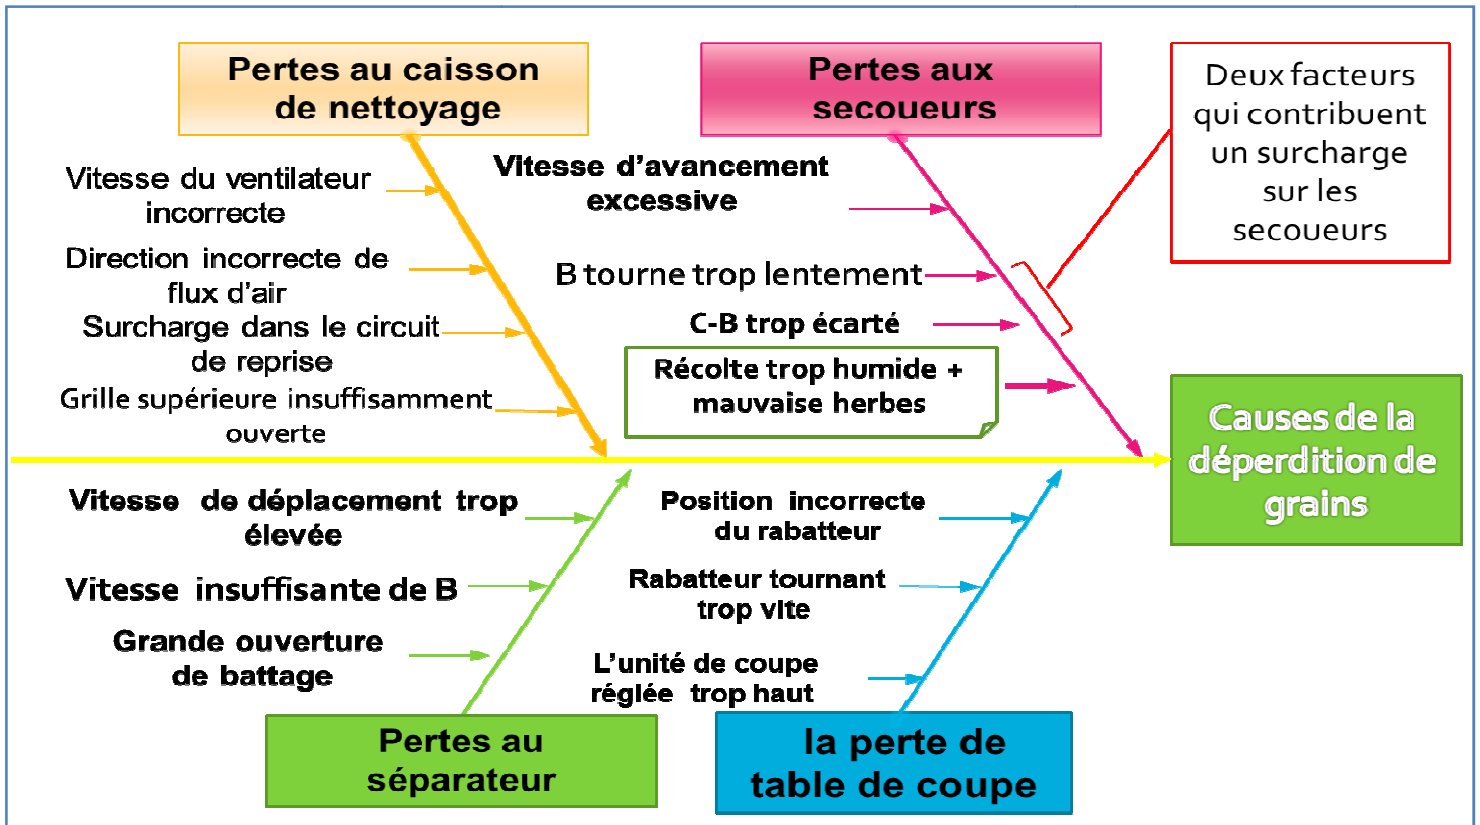 Pertes au caisson
de nettoyage
Vitesse du ventilateur
incorrecte
Direction incorrecte de
flux d'air
Surcharge dans le circuit
de reprise
Grille supérieure insuffisamment
ouverte
Pertes aux
secoueurs
Vitesse d'avancement
excessive
B tourne trop lentement
C-B trop écarté
Récolte trop humide +
mauvaise herbes
Deux facteurs
qui contribuent
un surcharge
sur les
secoueurs
Causes de la
déperdition de
grains
Vitesse de déplacement trop
élevée
Vitesse insuffisante de B
Grande ouverture
de battage
Pertes au
séparateur
Position incorrecte
du rabatteur
Rabatteur tournant
trop vite
L'unité de coupe
réglée trop haut
la perte de
table de coupe